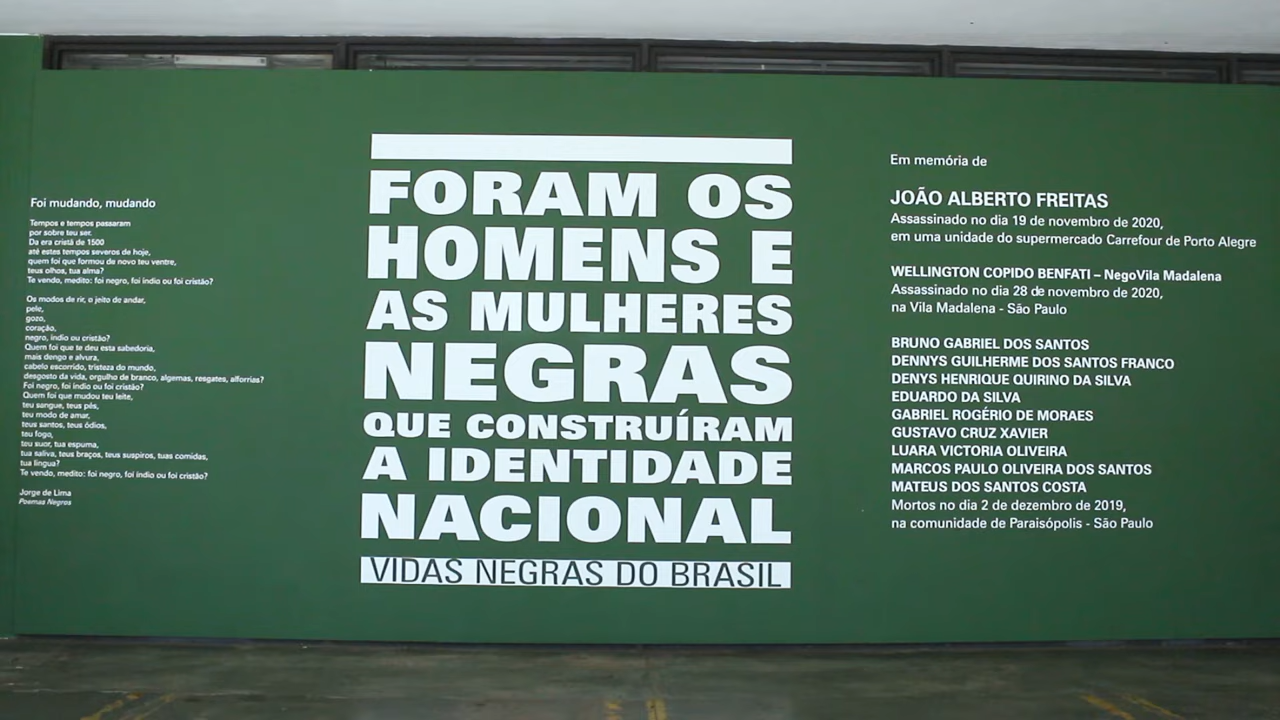 Foi mudando, mudando
Tempos e tempos passaram
por sobre teu ser.
Da era cristã de 1500
até estes tempos severos de hoje,
quem foi que formou de novo teu ventre,
teus olhos, tua alma?
Te vendo, medito: foi negro, foi índio ou foi cristão?
Os modos de rir, o jeito de andar,
pele,
gozo,
coração,
negro, índio ou cristão?
Quem foi que te deu esta sabedoria,
mais dengo e alvura,
cabelo escorrido, tristeza do mundo,
desgosto da vida, orgulho de branco, algemas, resgates, alforrias?
Foi negro, foi índio ou foi cristão?
Quem foi que mudou teu leite,
teu sangue, teus pés,
teu modo de amar,
teus santos, teus ódios,
teu fogo,
teu suor, tua espuma,
tua saliva, teus braços, teus suspiros, tuas comidas,
tua língua?
Te vendo, medito: foi negro, foi índio ou foi cristão?
Jorge de Lima
Poemas Negros
FORAM OS
HOMENS E
AS MULHERES
NEGRAS
QUE CONSTRUÍRAM
A IDENTIDADE
NACIONAL
VIDAS NEGRAS DO BRASIL
Em memória de
JOÃO ALBERTO FREITAS
Assassinado no dia 19 de novembro de 2020,
em uma unidade do supermercado Carrefour de Porto Alegre
WELLINGTON COPIDO BENFATI – NegoVila Madalena
Assassinado no dia 28 de novembro de 2020,
na Vila Madalena - São Paulo
BRUNO GABRIEL DOS SANTOS
DENNYS GUILHERME DOS SANTOS FRANCO
DENYS HENRIQUE QUIRINO DA SILVA
EDUARDO DA SILVA
GABRIEL ROGÉRIO DE MORAES
GUSTAVO CRUZ XAVIER
LUARA VICTORIA OLIVEIRA
MARCOS PAULO OLIVEIRA DOS SANTOS
MATEUS DOS SANTOS COSTA
Mortos no dia 2 de dezembro de 2019,
na comunidade de Paraisópolis - São Paulo